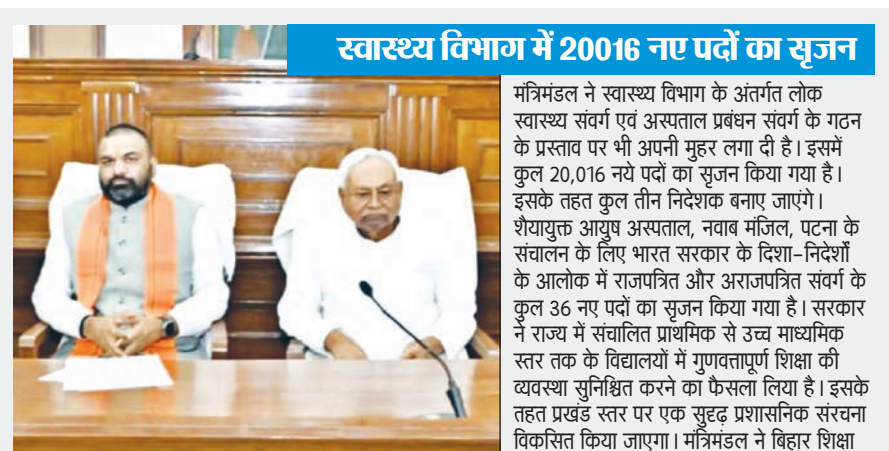 स्वास्थ्य विभाग में 20016 नए पदों का सृजन
मंत्रिमंडल ने स्वास्थ्य विभाग के अंतर्गत लोक
स्वास्थ्य संवर्ग एवं अस्पताल प्रबंधन संवर्ग के गठन
के प्रस्ताव पर भी अपनी मुहर लगा दी है। इसमें
कुल 20,016 नये पदों का सृजन किया गया है।
इसके तहत कुल तीन निदेशक बनाए जाएंगे।
शैयायुक्त आयुष अस्पताल, नवाब मंजिल, पटना के
संचालन के लिए भारत सरकार के दिशा-निर्देशों
के आलोक में राजपत्रित और अराजपत्रित संवर्ग के
कुल 36 नए पदों का सृजन किया गया है। सरकार
ने राज्य में संचालित प्राथमिक से उच्च माध्यमिक
स्तर तक के विद्यालयों में गुणवत्तापूर्ण शिक्षा की
व्यवस्था सुनिश्चित करने का फैसला लिया है। इसके
तहत प्रखंड स्तर पर एक सुदृढ़ प्रशासनिक संरचना
विकसित किया जाएगा। मंत्रिमंडल ने बिहार शिक्षा